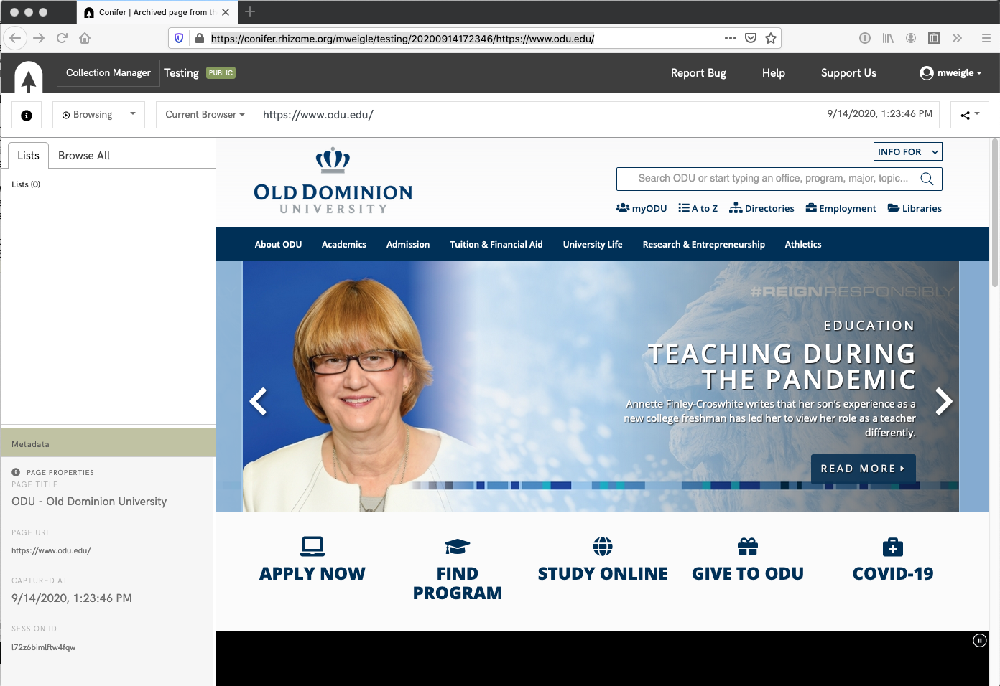 Conifer | Archived page from th
https://conifer.rhizome.org/mweigle/testing/20200914172346/https://www.odu.edu/
Collection Manager
Testing
PUBLIC
Report Bug
Help
Support Us
mweigle
Browsing
Current Browser
https://www.odu.edu/
9/14/2020, 1:23:46 PM
Lists
Browse All
Lists (0)
OLD DOMINION
UNIVERSITY
INFO FOR
Search ODU or start typing an office, program, major, topic...
myODU
A to Z
Directories
Employment
Libraries
About ODU
Academics
Admission
Tuition & Financial Aid
University Life
Research & Entrepreneurship
Athletics
#REIGNRESPONSIBLY
EDUCATION
TEACHING DURING
THE PANDEMIC
Annette Finley-Croswhite writes that her son's experience as a
new college freshman has led her to view her role as a teacher
differently.
READ MORE
Metadata
PAGE PROPERTIES
PAGE TITLE
ODU - Old Dominion University
PAGE URL
https://www.odu.edu/
CAPTURED AT
9/14/2020, 1:23:46 PM
SESSION ID
l72z6bimlftw4fqw
APPLY NOW
FIND
PROGRAM
STUDY ONLINE
GIVE TO ODU
COVID-19